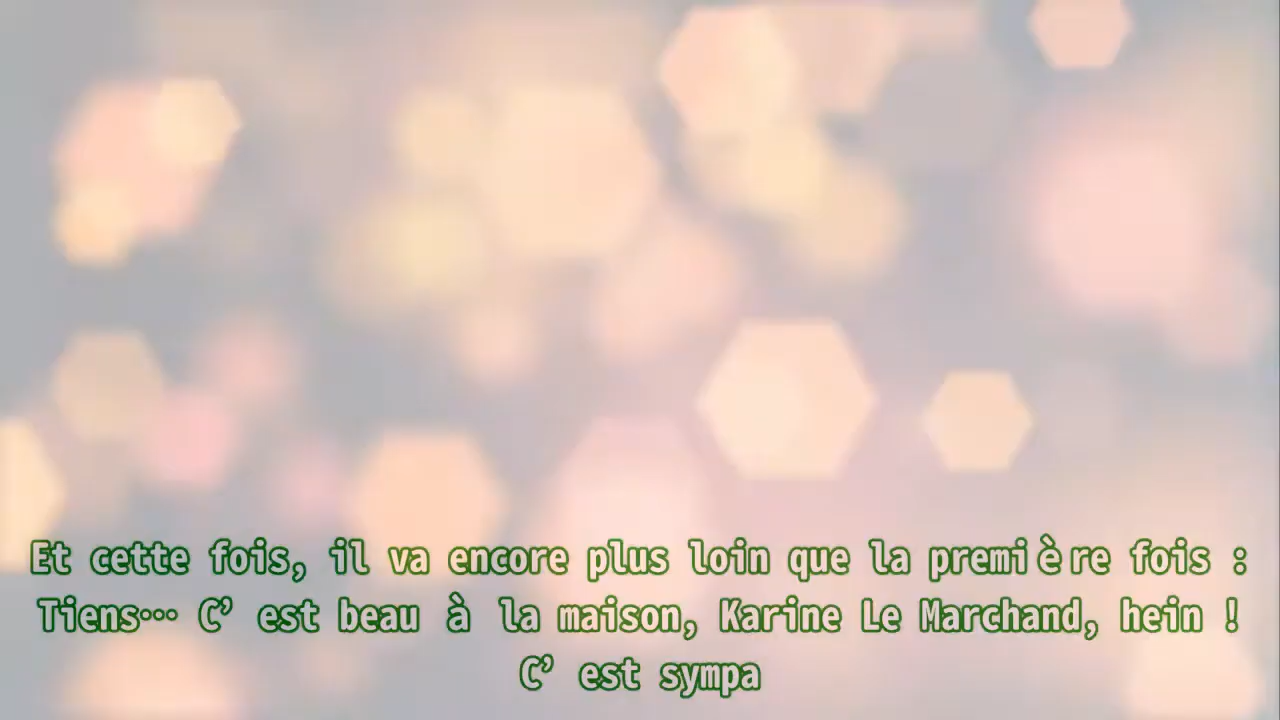 Et cette fois, il va encore plus loin que la première fois :
Tiens… C’est beau à la maison, Karine Le Marchand, hein !
C’est sympa